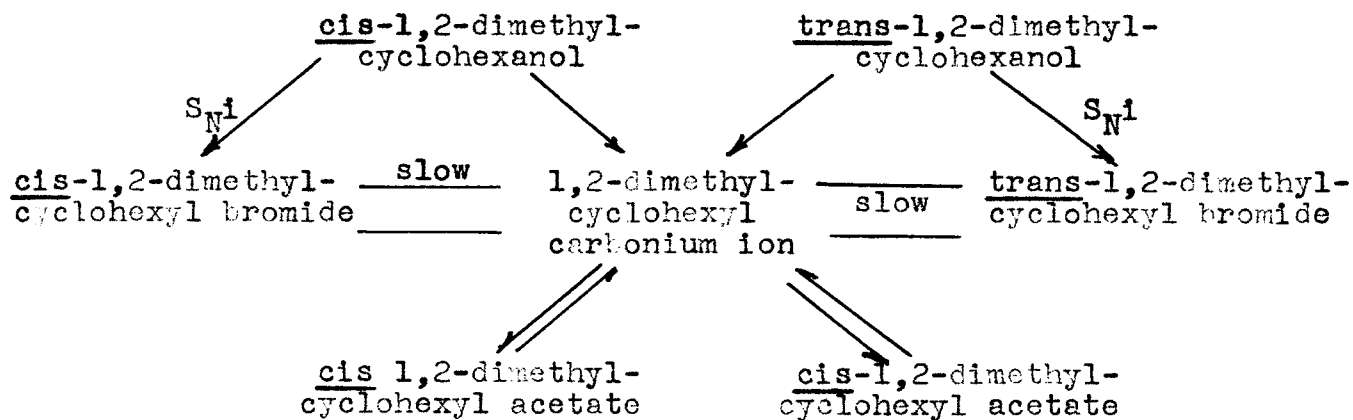 cis-1,2-dimethyl-
cyclohexanol
trans-1,2-dimethyl-
cyclohexanol
SNi
SNi
cis-1,2-dimethyl-
cyclohexyl bromide
slow
1,2-dimethyl-
cyclohexyl
carbonium ion
slow
trans-1,2-dimethyl-
cyclohexyl bromide
cis 1,2-dimethyl-
cyclohexyl acetate
cis-1,2-dimethyl-
cyclohexyl acetate